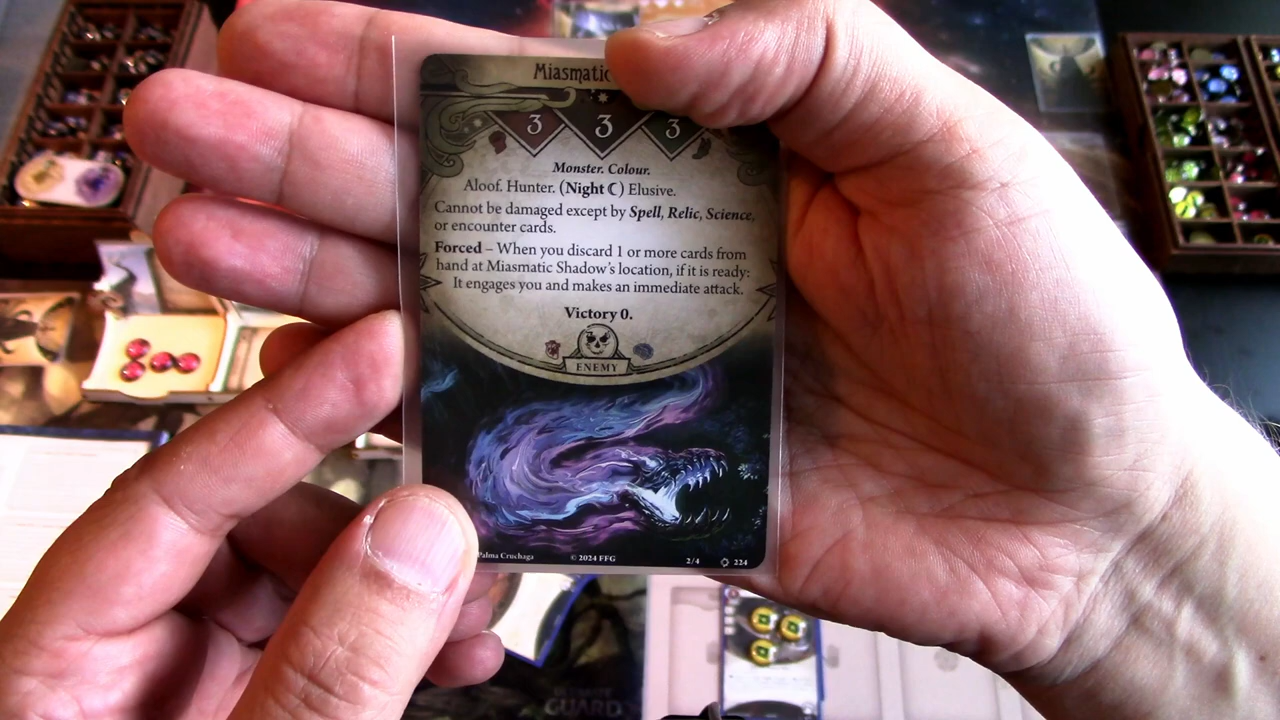 Miasmatic
3 3 3
Monster. Colour.
Aloof. Hunter. (Night ☾) Elusive.
Cannot be damaged except by Spell, Relic, Science,
or encounter cards.
Forced – When you discard 1 or more cards from
hand at Miasmatic Shadow's location, if it is ready:
It engages you and makes an immediate attack.
Victory 0.
ENEMY
Palma Cruchaga © 2024 FFG 2/4 224
ULTIMATE
GUARD